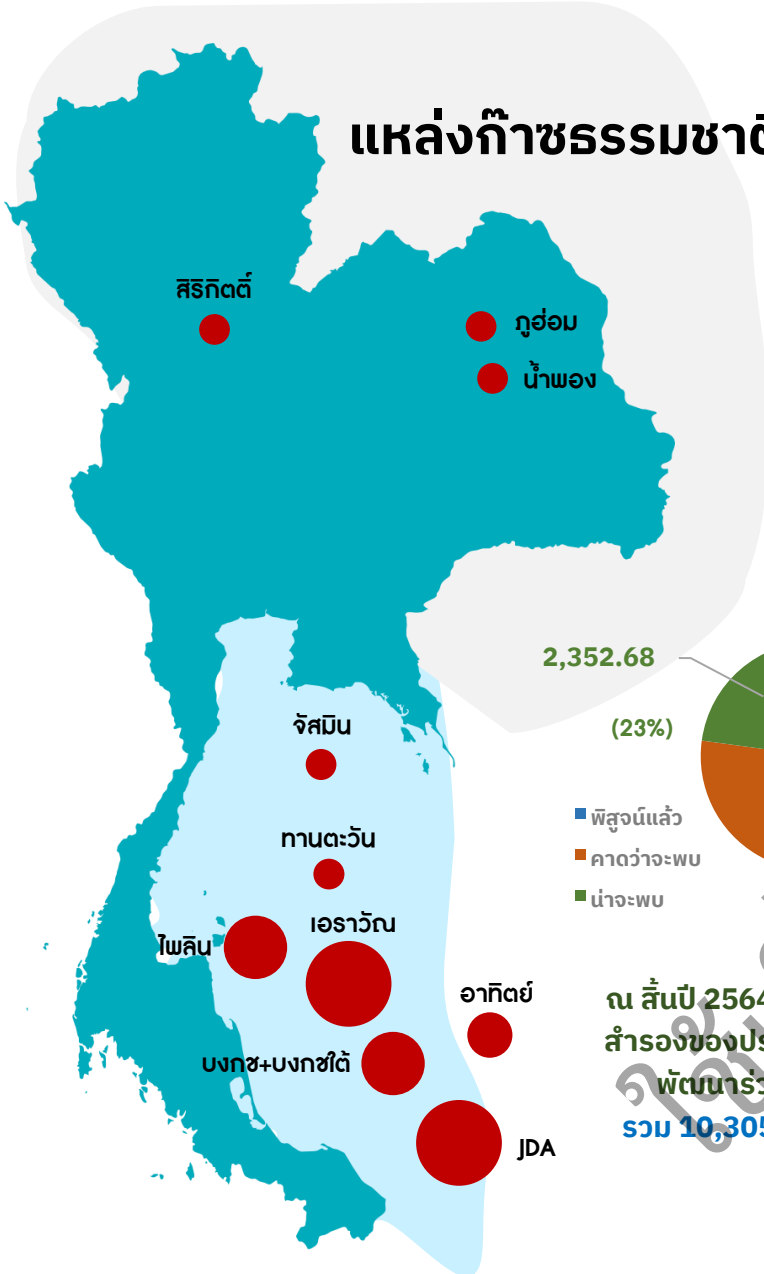 แหล่งก๊าซธรรมชาติ
สิริกิตติ์
ภูฮ่อม
น้ำพอง
2,352.68
(23%)
จัสมิน
พิสูจน์แล้ว
ทานตะวัน
คาดว่าจะพบ
น่าจะพบ
เอราวัณ
ไพลิน
อาทิตย์
ณ สิ้นปี 2564
สำรองของประ
บงกช+บงกชใต้
พัฒนาร่ว
รวม 10,305
JDA